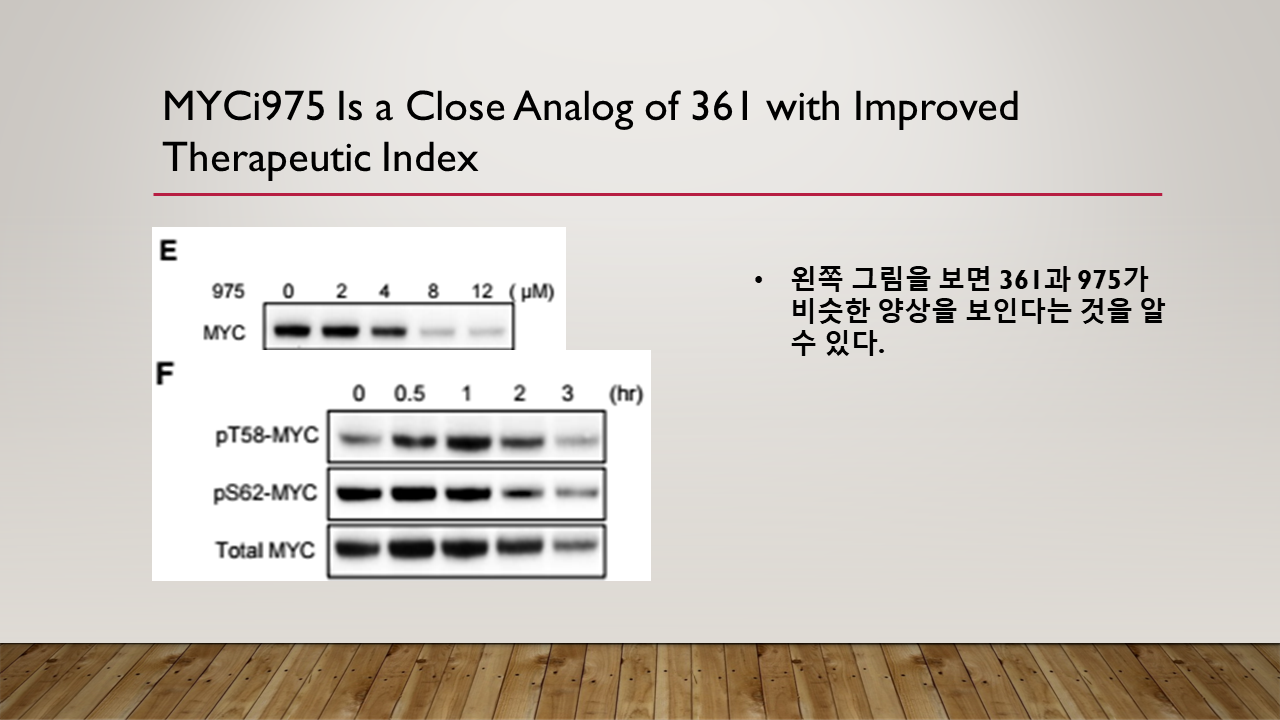 MYCi975 Is a Close Analog of 361 with Improved
Therapeutic Index
E
975 0 2 4 8 12 ( μM)
MYC
F
0 0.5 1 2 3 (hr)
pT58-MYC
pS62-MYC
Total MYC
• 왼쪽 그림을 보면 361과 975가
비슷한 양상을 보인다는 것을 알
수 있다.